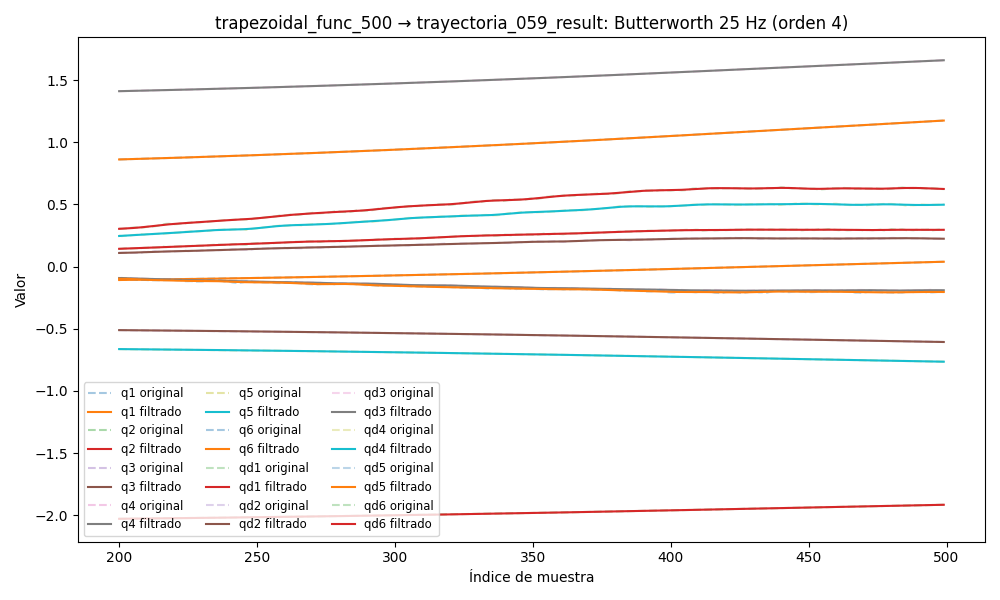 trapezoidal_func_500 → trayectoria_059_result: Butterworth 25 Hz (orden 4)
Valor
1.5
1.0
0.5
0.0
−0.5
−1.0
−1.5
−2.0
q1 original
q1 filtrado
q2 original
q2 filtrado
q3 original
q3 filtrado
q4 original
q4 filtrado
q5 original
q5 filtrado
q6 original
q6 filtrado
qd1 original
qd1 filtrado
qd2 original
qd2 filtrado
qd3 original
qd3 filtrado
qd4 original
qd4 filtrado
qd5 original
qd5 filtrado
qd6 original
qd6 filtrado
200 250 300 350 400 450 500
Índice de muestra